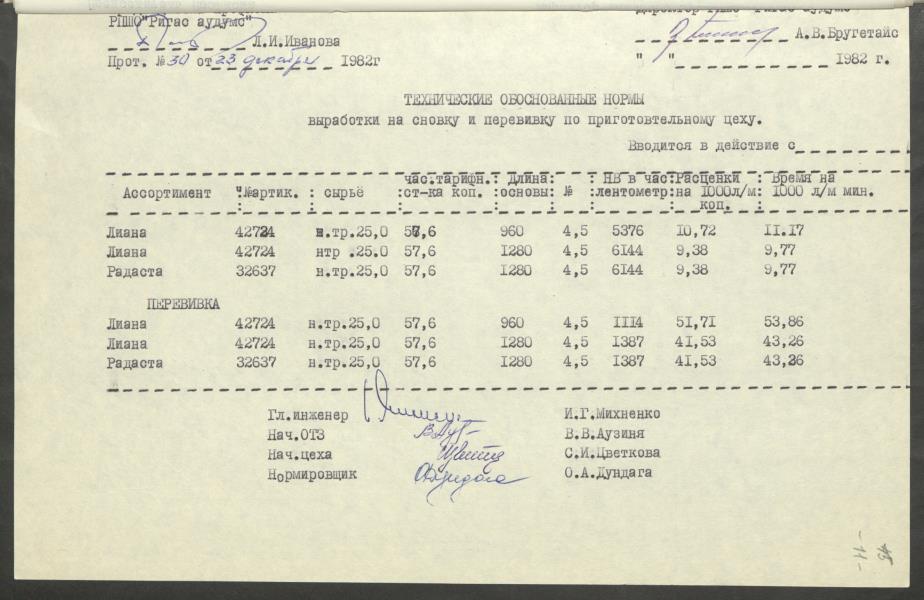 РПШО"Ригас аудумс"
Л.И.Иванова
А.В.Бругетайс
Прот. №30 от 23 декабря 1982г
" " 1982 г.
ТЕХНИЧЕСКИЕ ОБОСНОВАННЫЕ НОРМЫ
выработки на сновку и перевивку по приготовтельному цеху.
Вводится в действие с
Ассортимент :№артик. : сырьё :час.тарифн. ст-ка коп. : Длина основы : № : НВ в час лентометр : Расценки на 1000л/м коп. : Время на 1000 л/м мин.
Лиана 42724 н.тр.25,0 57,6 960 4,5 5376 10,72 11.17
Лиана 42724 нтр .25.0 57,6 1280 4,5 6144 9,38 9,77
Радаста 32637 н.тр.25,0 57,6 1280 4,5 6144 9,38 9,77
ПЕРЕВИВКА
Лиана 42724 н.тр.25,0 57,6 960 4,5 1114 51,71 53,86
Лиана 42724 н.тр.25,0 57,6 1280 4,5 1387 41,53 43,26
Радаста 32637 н.тр.25,0 57,6 1280 4,5 1387 41,53 43,26
Гл.инженер И.Г.Михненко
Нач.ОТЗ В.В.Аузиня
Нач.цеха С.И.Цветкова
Нормировщик О.А.Дундага
-11-